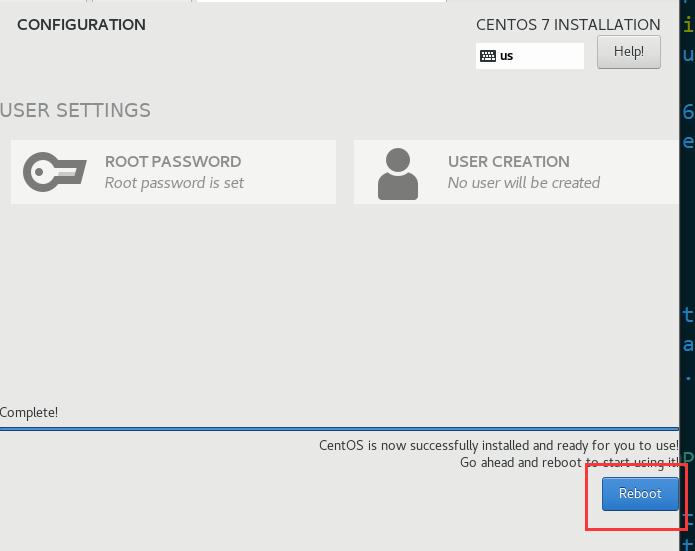 CONFIGURATION
CENTOS 7 INSTALLATION
us
Help!
USER SETTINGS
ROOT PASSWORD
Root password is set
USER CREATION
No user will be created
Complete!
CentOS is now successfully installed and ready for you to use!
Go ahead and reboot to start using it!
Reboot